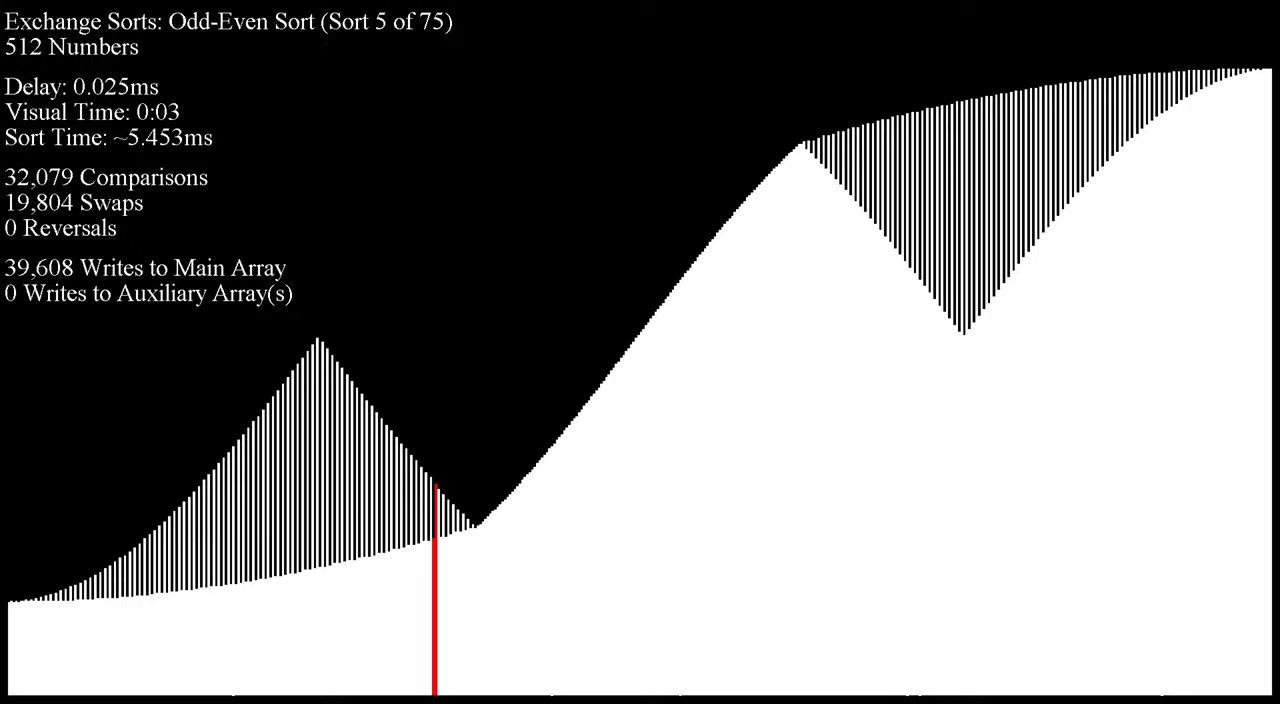 Exchange Sorts: Odd-Even Sort (Sort 5 of 75)
512 Numbers
Delay: 0.025ms
Visual Time: 0:03
Sort Time: ~5.453ms
32,079 Comparisons
19,804 Swaps
0 Reversals
39,608 Writes to Main Array
0 Writes to Auxiliary Array(s)